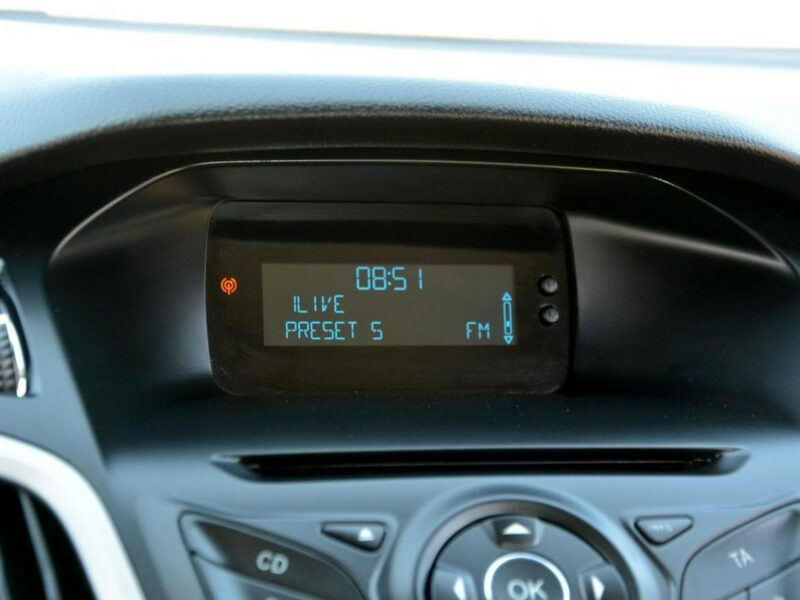 08:51
1LIVE
PRESET 5 FM
CD
INFO
TA
OK